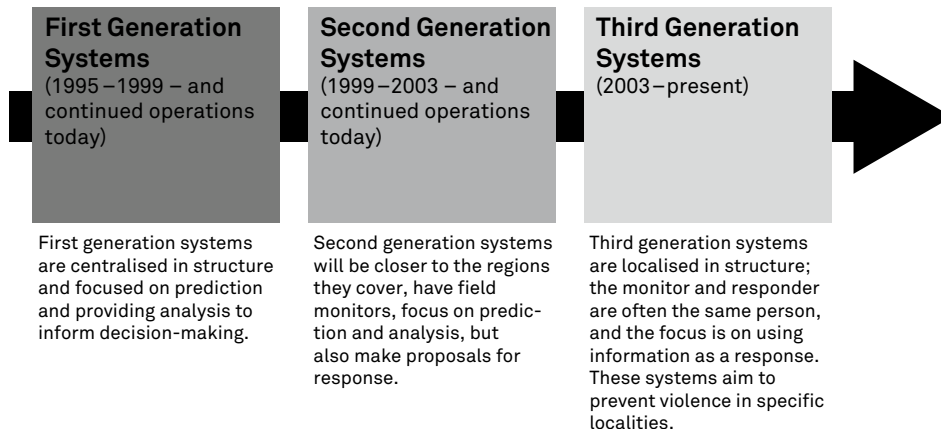 First Generation
Systems
(1995–1999 – and
continued operations
today)
Second Generation
Systems
(1999–2003 – and
continued operations
today)
Third Generation
Systems
(2003–present)
First generation systems
are centralised in structure
and focused on prediction
and providing analysis to
inform decision-making.
Second generation systems
will be closer to the regions
they cover, have field
monitors, focus on predic-
tion and analysis, but
also make proposals for
response.
Third generation systems
are localised in structure;
the monitor and responder
are often the same person,
and the focus is on using
information as a response.
These systems aim to
prevent violence in specific
localities.